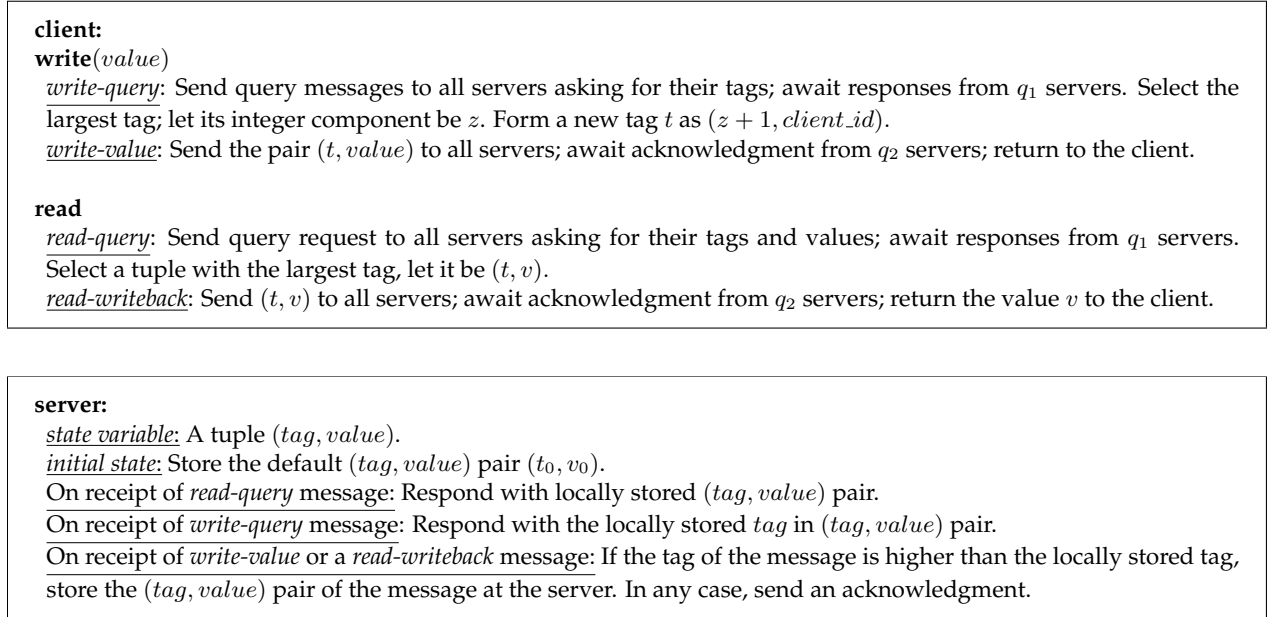 client:
write(value)
write-query: Send query messages to all servers asking for their tags; await responses from q₁ servers. Select the
largest tag; let its integer component be z. Form a new tag t as (z + 1, client_id).
write-value: Send the pair (t, value) to all servers; await acknowledgment from q₂ servers; return to the client.
read
read-query: Send query request to all servers asking for their tags and values; await responses from q₁ servers.
Select a tuple with the largest tag, let it be (t, v).
read-writeback: Send (t, v) to all servers; await acknowledgment from q₂ servers; return the value v to the client.
server:
state variable: A tuple (tag, value).
initial state: Store the default (tag, value) pair (t₀, v₀).
On receipt of read-query message: Respond with locally stored (tag, value) pair.
On receipt of write-query message: Respond with the locally stored tag in (tag, value) pair.
On receipt of write-value or a read-writeback message: If the tag of the message is higher than the locally stored tag,
store the (tag, value) pair of the message at the server. In any case, send an acknowledgment.